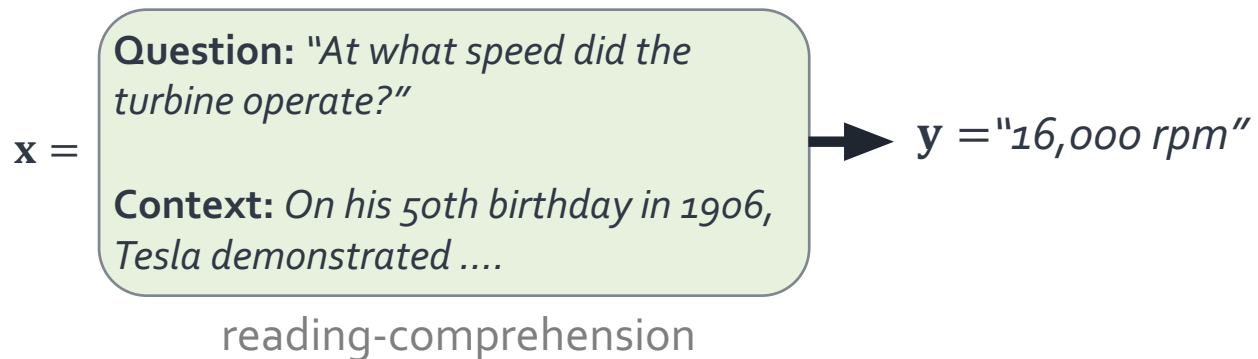 Question: “At what speed did the
turbine operate?”
x =
y =“16,000 rpm”
Context: On his 50th birthday in 1906,
Tesla demonstrated ....
reading-comprehension